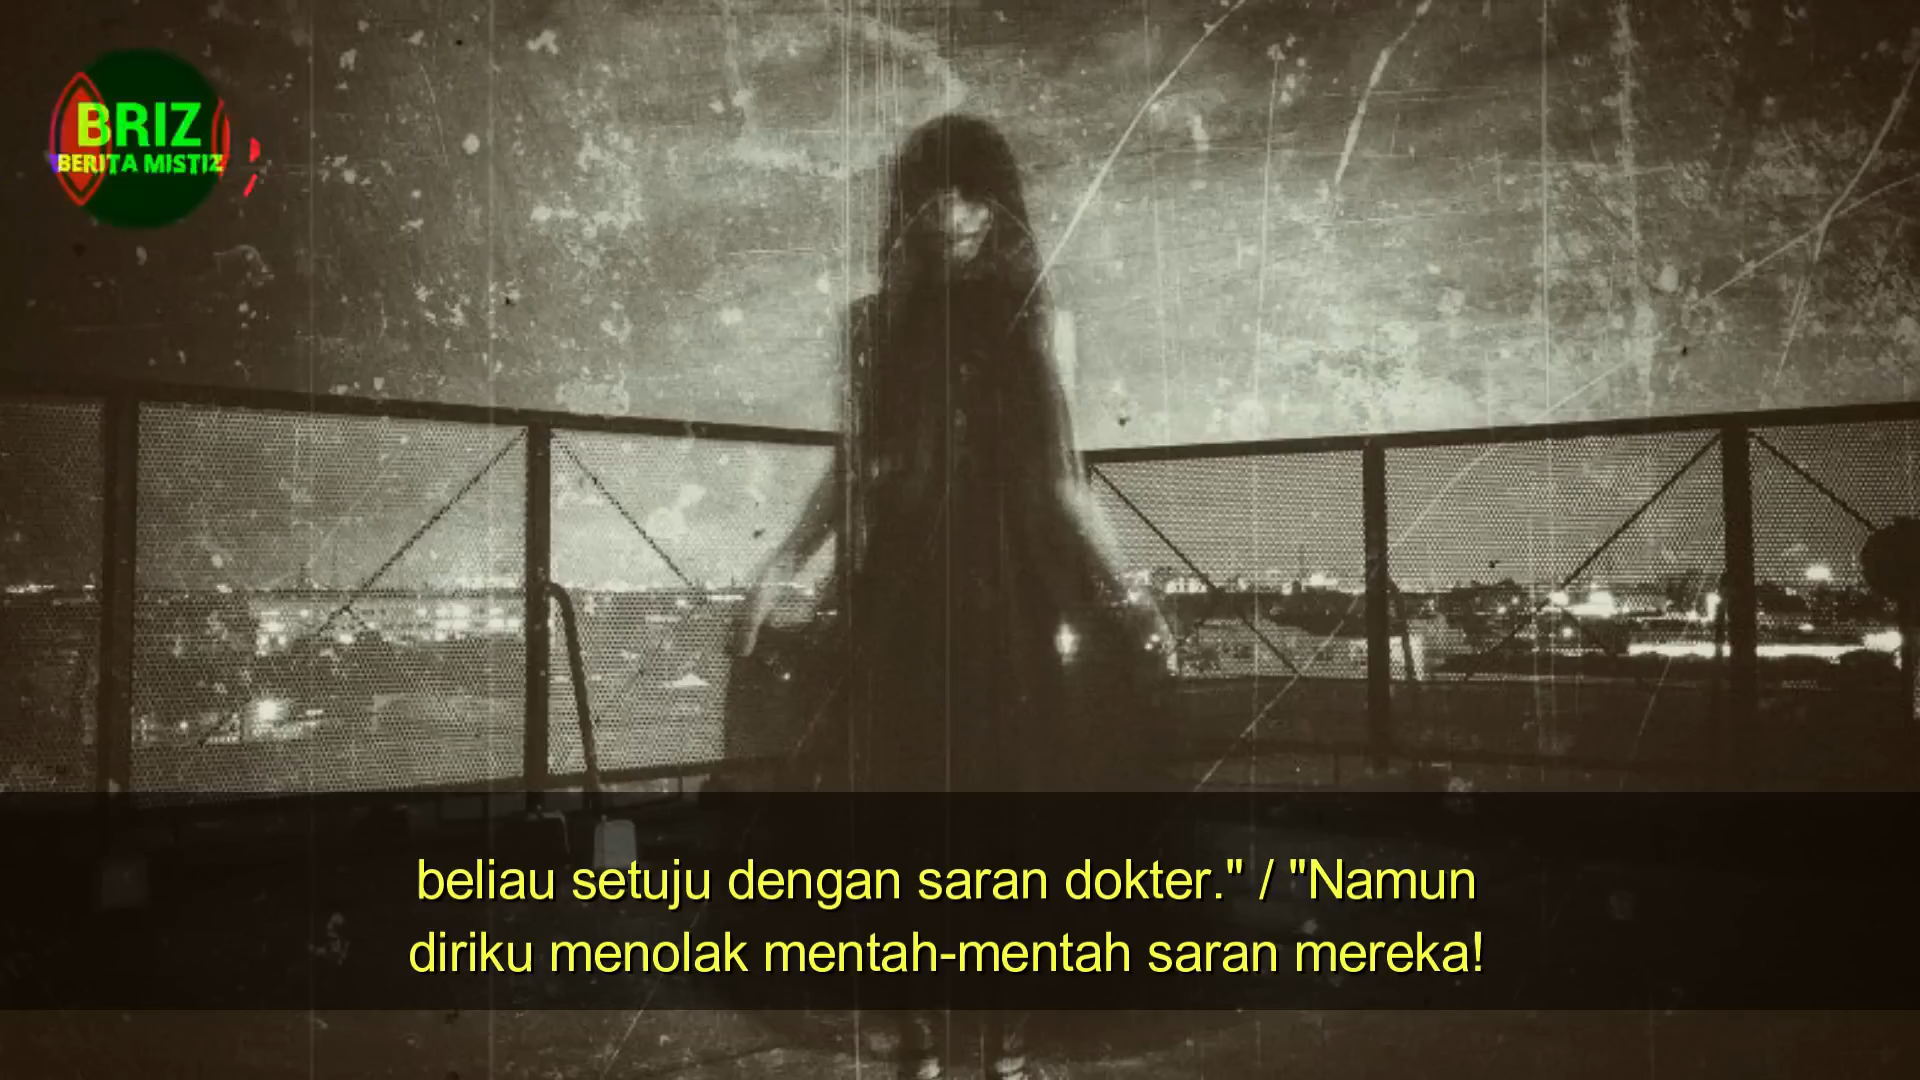 BRIZ
BERITA MISTIZ
beliau setuju dengan saran dokter." / "Namun
diriku menolak mentah-mentah saran mereka!